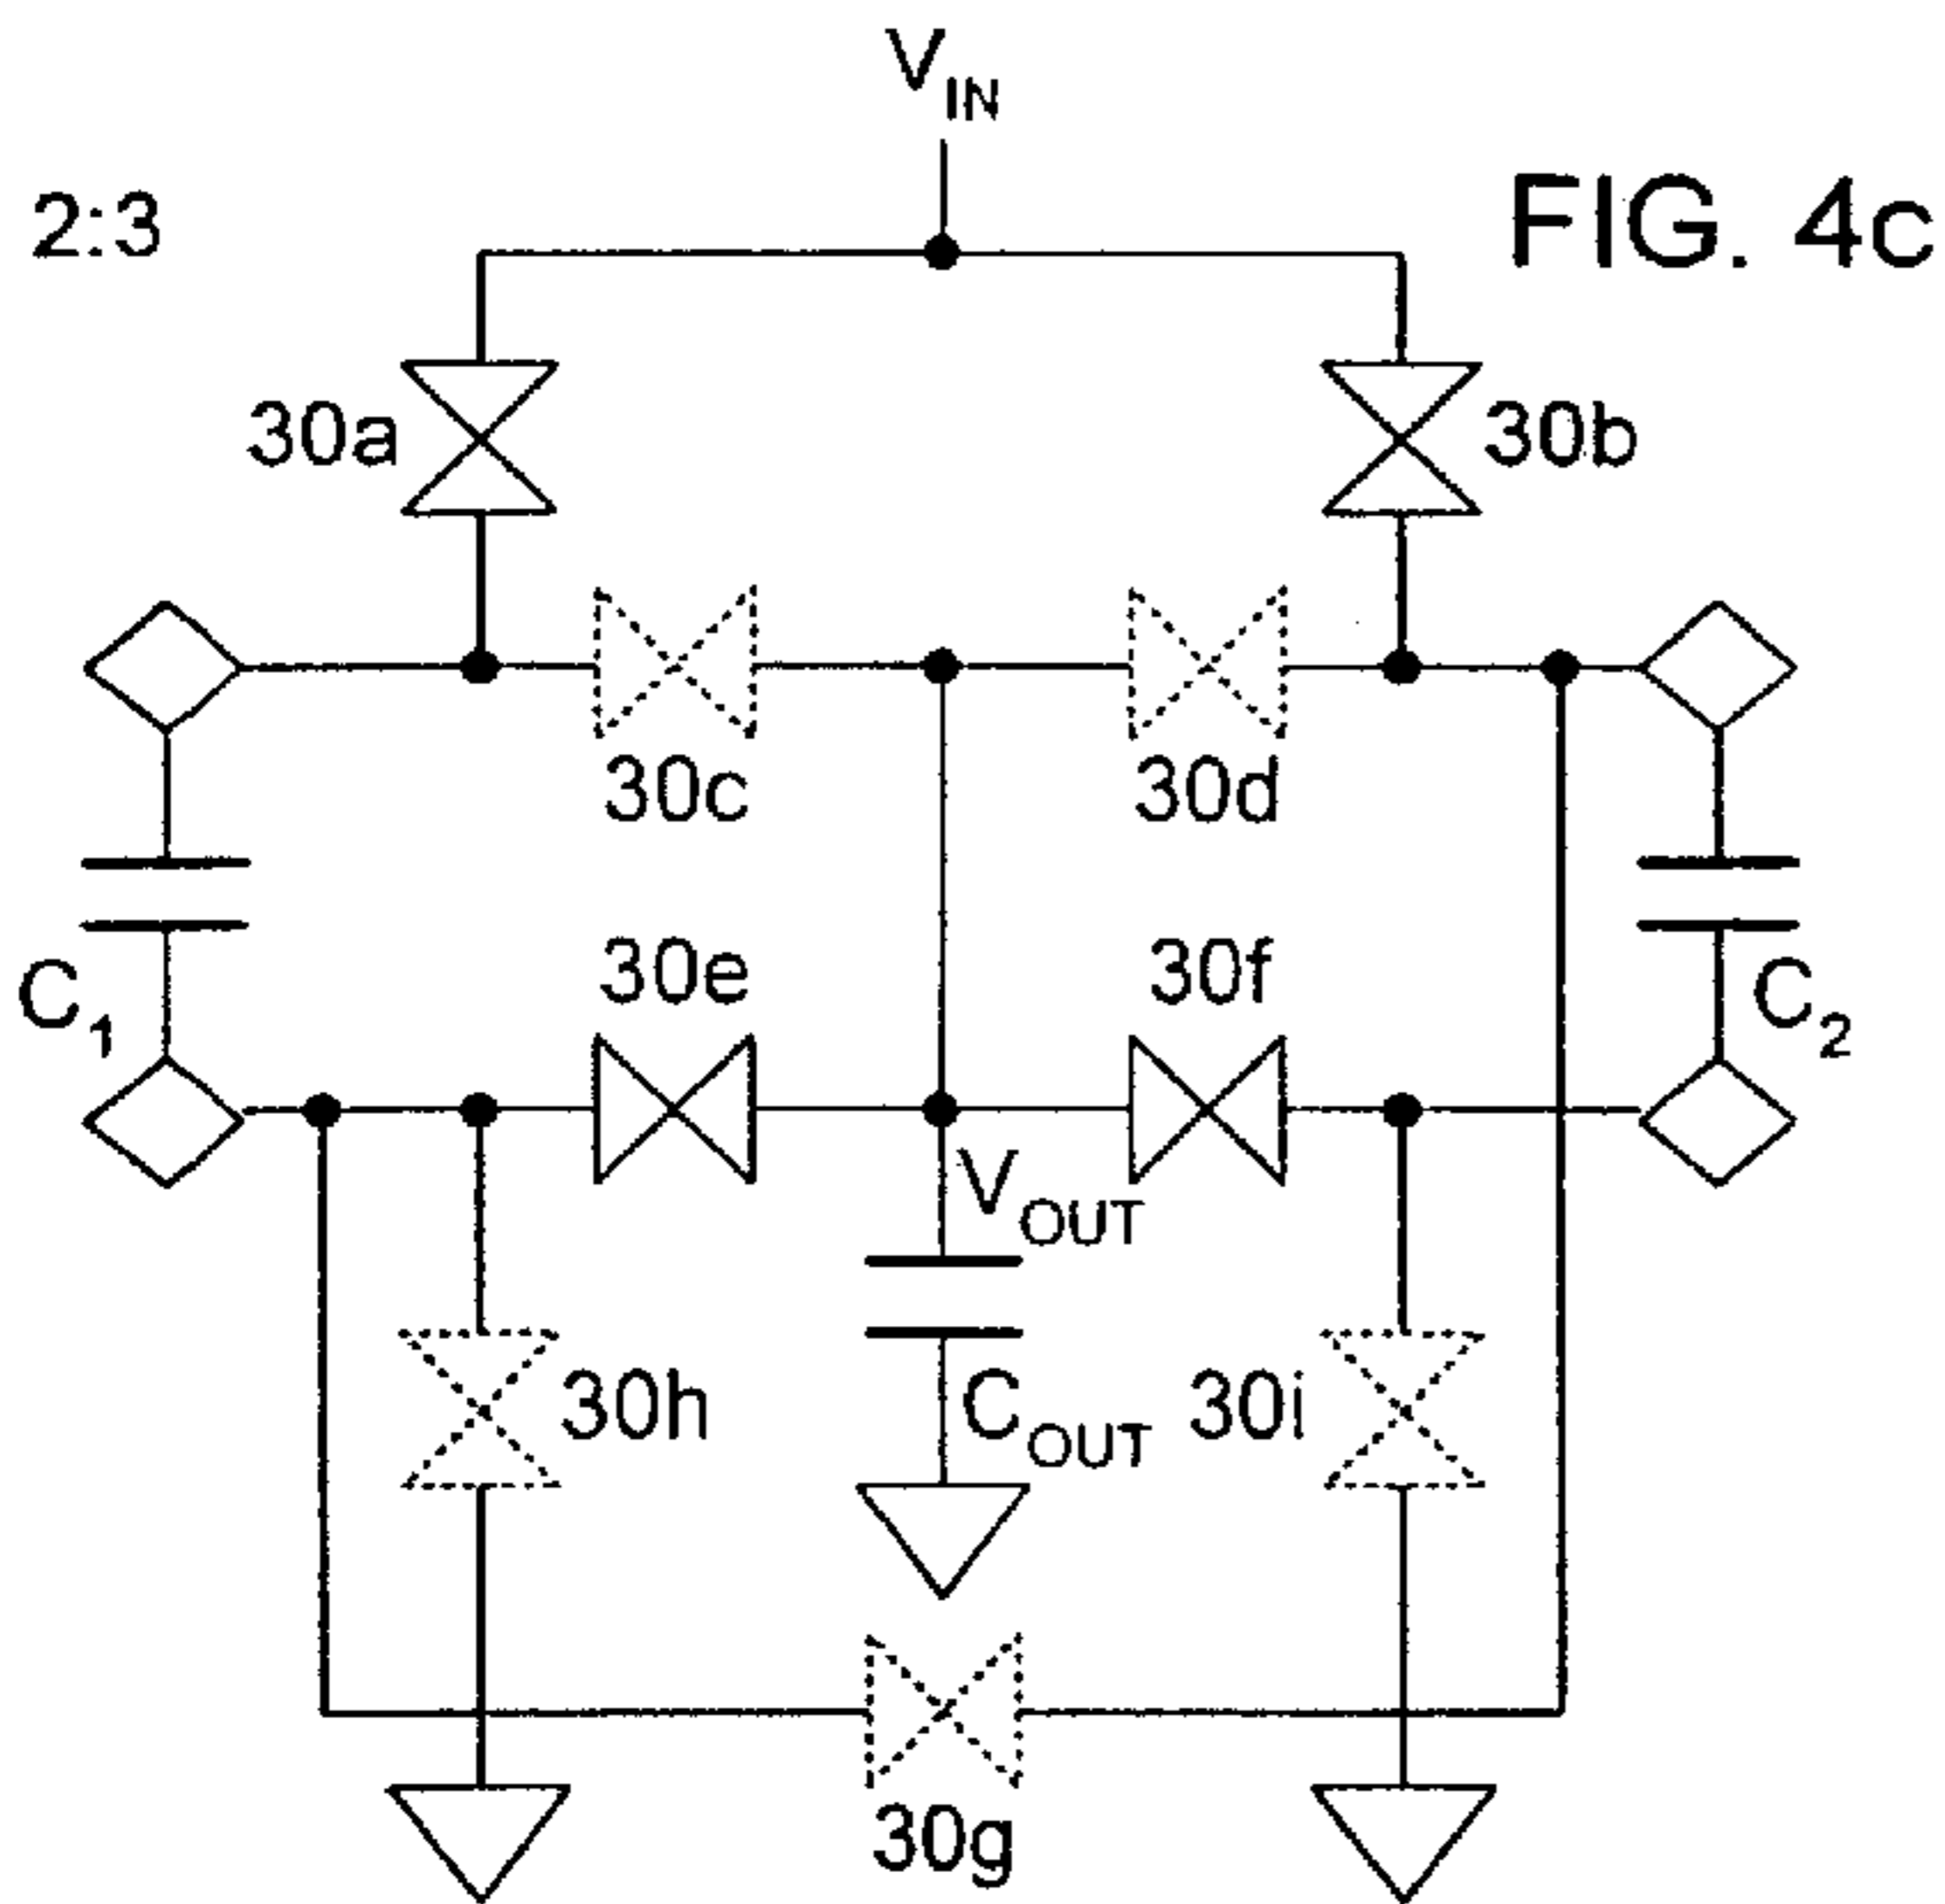 V_IN
2:3
FIG. 4c
30a
30b
30c
30d
C_1
30e
30f
C_2
V_OUT
30h
C_OUT
30i
30g